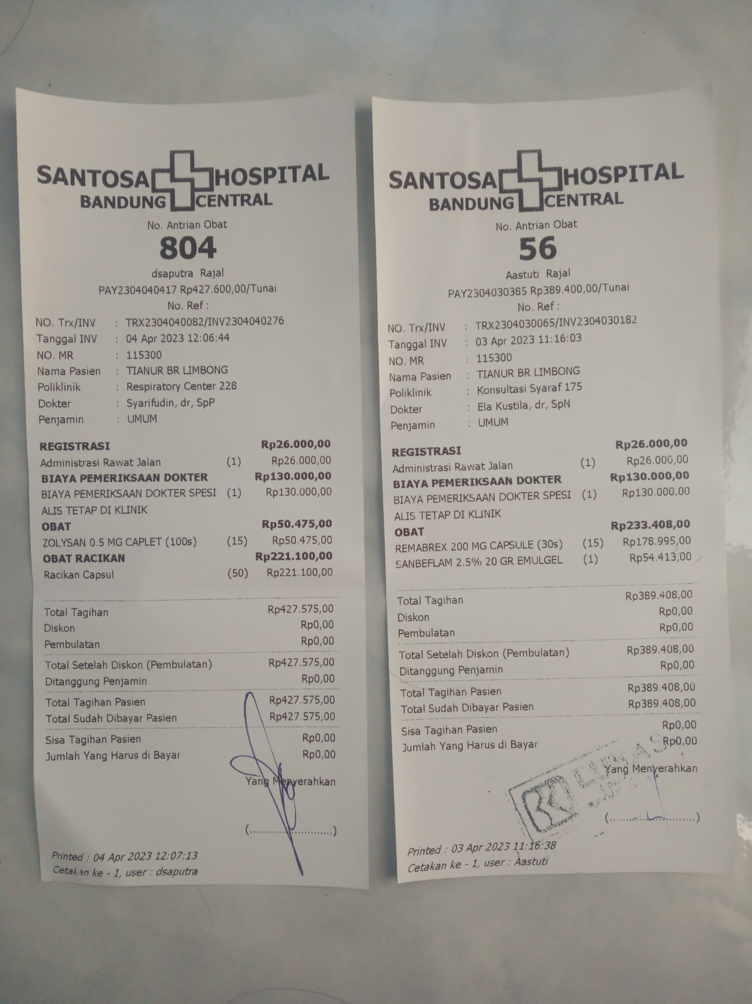 SANTOSA HOSPITAL
BANDUNG CENTRAL
No. Antrian Obat
804
dsaputra Rajal
PAY2304040417 Rp427.600,00/Tunai
No. Ref :
NO. Trx/INV : TRX2304040082/INV2304040276
Tanggal INV : 04 Apr 2023 12:06:44
NO. MR : 115300
Nama Pasien : TIANUR BR LIMBONG
Poliklinik : Respiratory Center 228
Dokter : Syarifudin, dr, SpP
Penjamin : UMUM
REGISTRASI Rp26.000,00
Administrasi Rawat Jalan (1) Rp26.000,00
BIAYA PEMERIKSAAN DOKTER Rp130.000,00
BIAYA PEMERIKSAAN DOKTER SPESI (1) Rp130.000,00
ALIS TETAP DI KLINIK
OBAT Rp50.475,00
ZOLYSAN 0.5 MG CAPLET (100s) (15) Rp50.475,00
OBAT RACIKAN Rp221.100,00
Racikan Capsul (50) Rp221.100,00
Total Tagihan Rp427.575,00
Diskon Rp0,00
Pembulatan Rp0,00
Total Setelah Diskon (Pembulatan) Rp427.575,00
Ditanggung Penjamin Rp0,00
Total Tagihan Pasien Rp427.575,00
Total Sudah Dibayar Pasien Rp427.575,00
Sisa Tagihan Pasien Rp0,00
Jumlah Yang Harus di Bayar Rp0,00
Yang Menyerahkan
(..........................)
Printed : 04 Apr 2023 12:07:13
Cetakan ke - 1, user : dsaputra
SANTOSA HOSPITAL
BANDUNG CENTRAL
No. Antrian Obat
56
Aastuti Rajal
PAY2304030385 Rp389.400,00/Tunai
No. Ref :
NO. Trx/INV : TRX2304030065/INV2304030182
Tanggal INV : 03 Apr 2023 11:16:03
NO. MR : 115300
Nama Pasien : TIANUR BR LIMBONG
Poliklinik : Konsultasi Syaraf 175
Dokter : Ela Kustila, dr, SpN
Penjamin : UMUM
REGISTRASI Rp26.000,00
Administrasi Rawat Jalan (1) Rp26.000,00
BIAYA PEMERIKSAAN DOKTER Rp130.000,00
BIAYA PEMERIKSAAN DOKTER SPESI (1) Rp130.000,00
ALIS TETAP DI KLINIK
OBAT Rp233.408,00
REMABREX 200 MG CAPSULE (30s) (15) Rp178.995,00
SANBEFLAM 2.5% 20 GR EMULGEL (1) Rp54.413,00
Total Tagihan Rp389.408,00
Diskon Rp0,00
Pembulatan Rp0,00
Total Setelah Diskon (Pembulatan) Rp389.408,00
Ditanggung Penjamin Rp0,00
Total Tagihan Pasien Rp389.408,00
Total Sudah Dibayar Pasien Rp389.408,00
Sisa Tagihan Pasien Rp0,00
Jumlah Yang Harus di Bayar Rp0,00
LUNAS
Yang Menyerahkan
(..........................)
Printed : 03 Apr 2023 11:16:38
Cetakan ke - 1, user : Aastuti